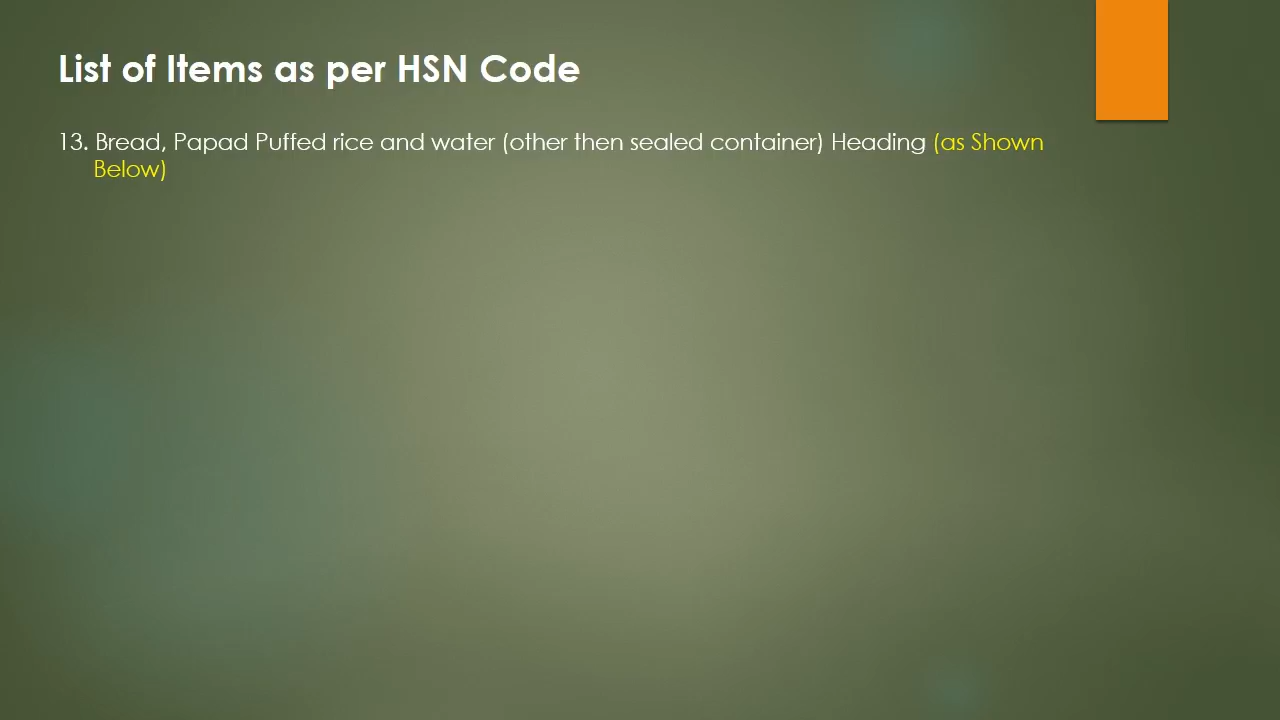 List of Items as per HSN Code
13. Bread, Papad Puffed rice and water (other then sealed container) Heading (as Shown
Below)